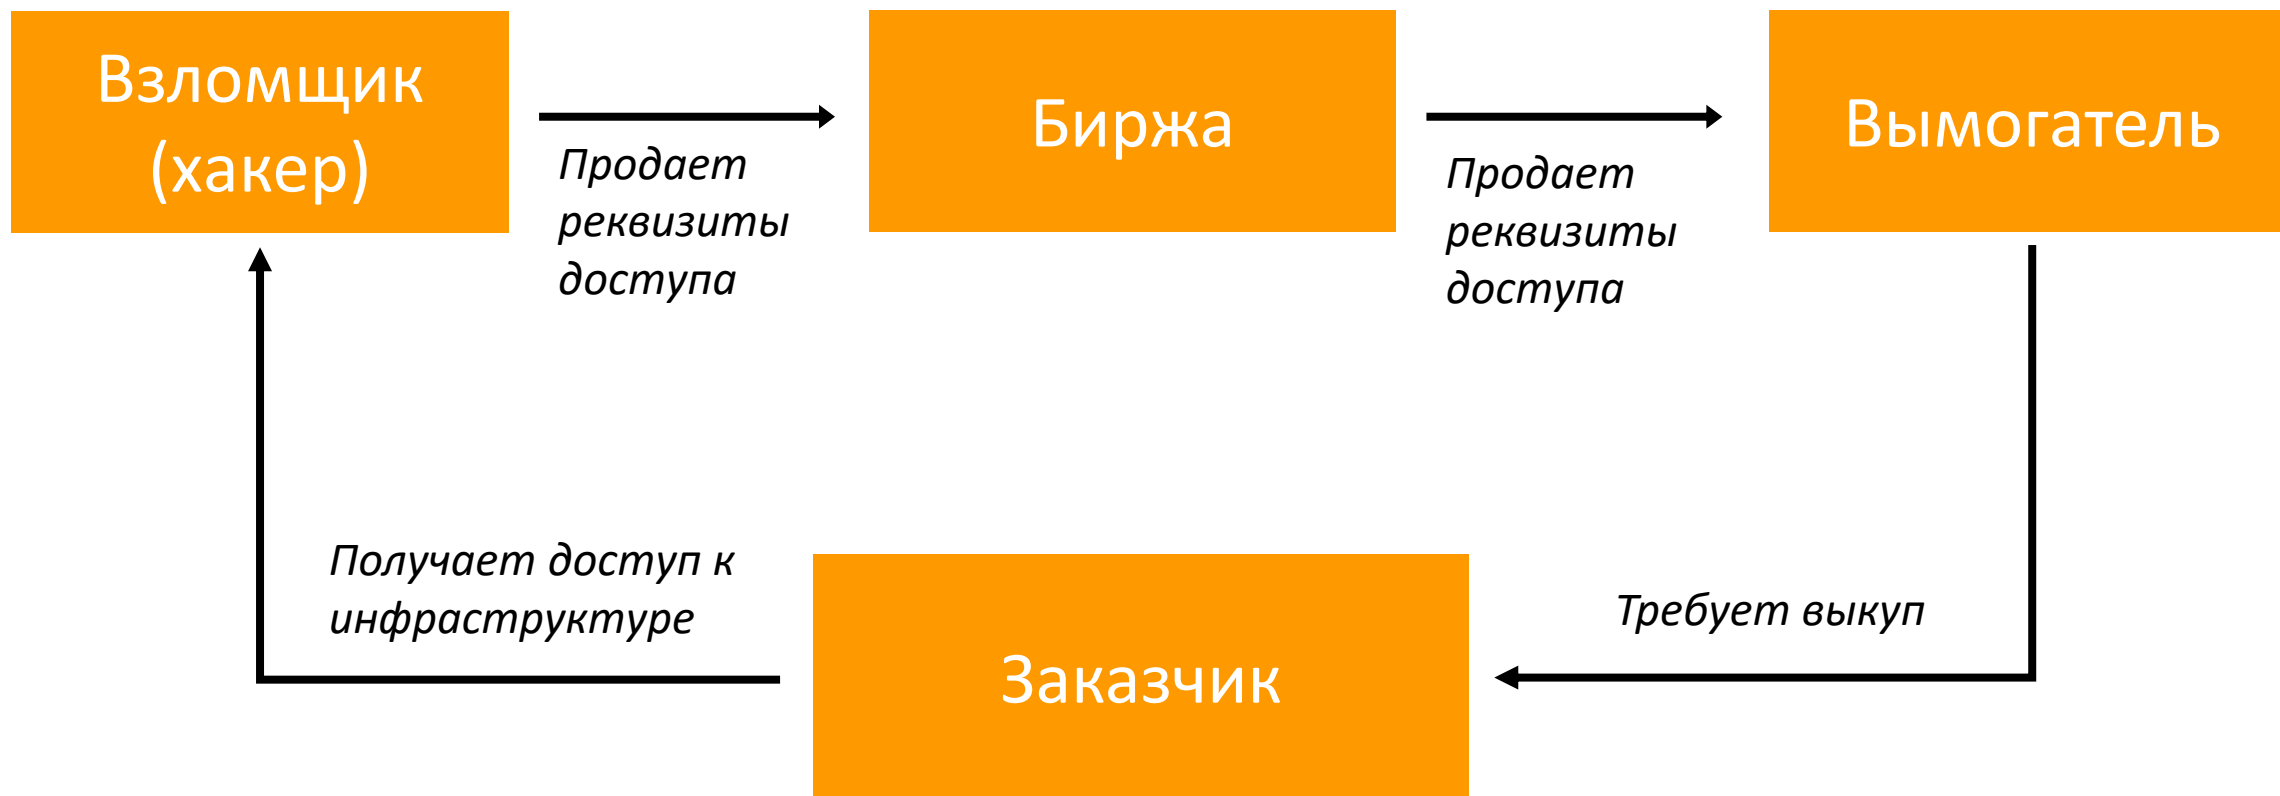 Взломщик
(хакер)
Продает
реквизиты
доступа
Биржа
Продает
реквизиты
доступа
Вымогатель
Получает доступ к
инфраструктуре
Заказчик
Требует выкуп